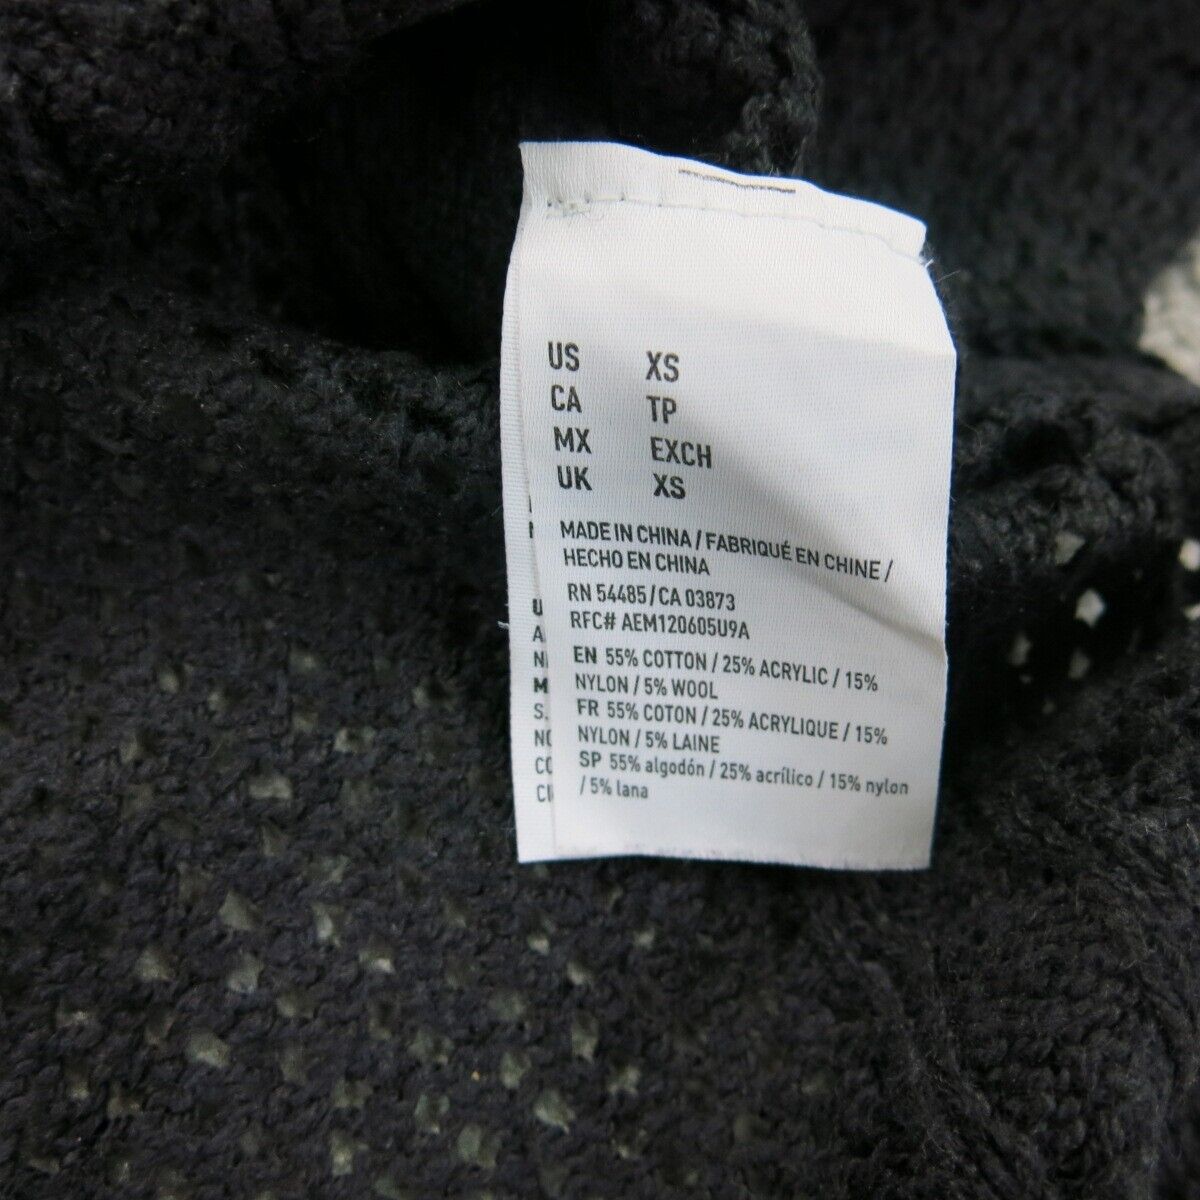 US XS
CA TP
MX EXCH
UK XS
MADE IN CHINA / FABRIQUÉ EN CHINE /
HECHO EN CHINA
RN 54485 / CA 03873
RFC# AEM120605U9A
EN 55% COTTON / 25% ACRYLIC / 15%
NYLON / 5% WOOL
FR 55% COTON / 25% ACRYLIQUE / 15%
NYLON / 5% LAINE
SP 55% algodón / 25% acrílico / 15% nylon
/ 5% lana